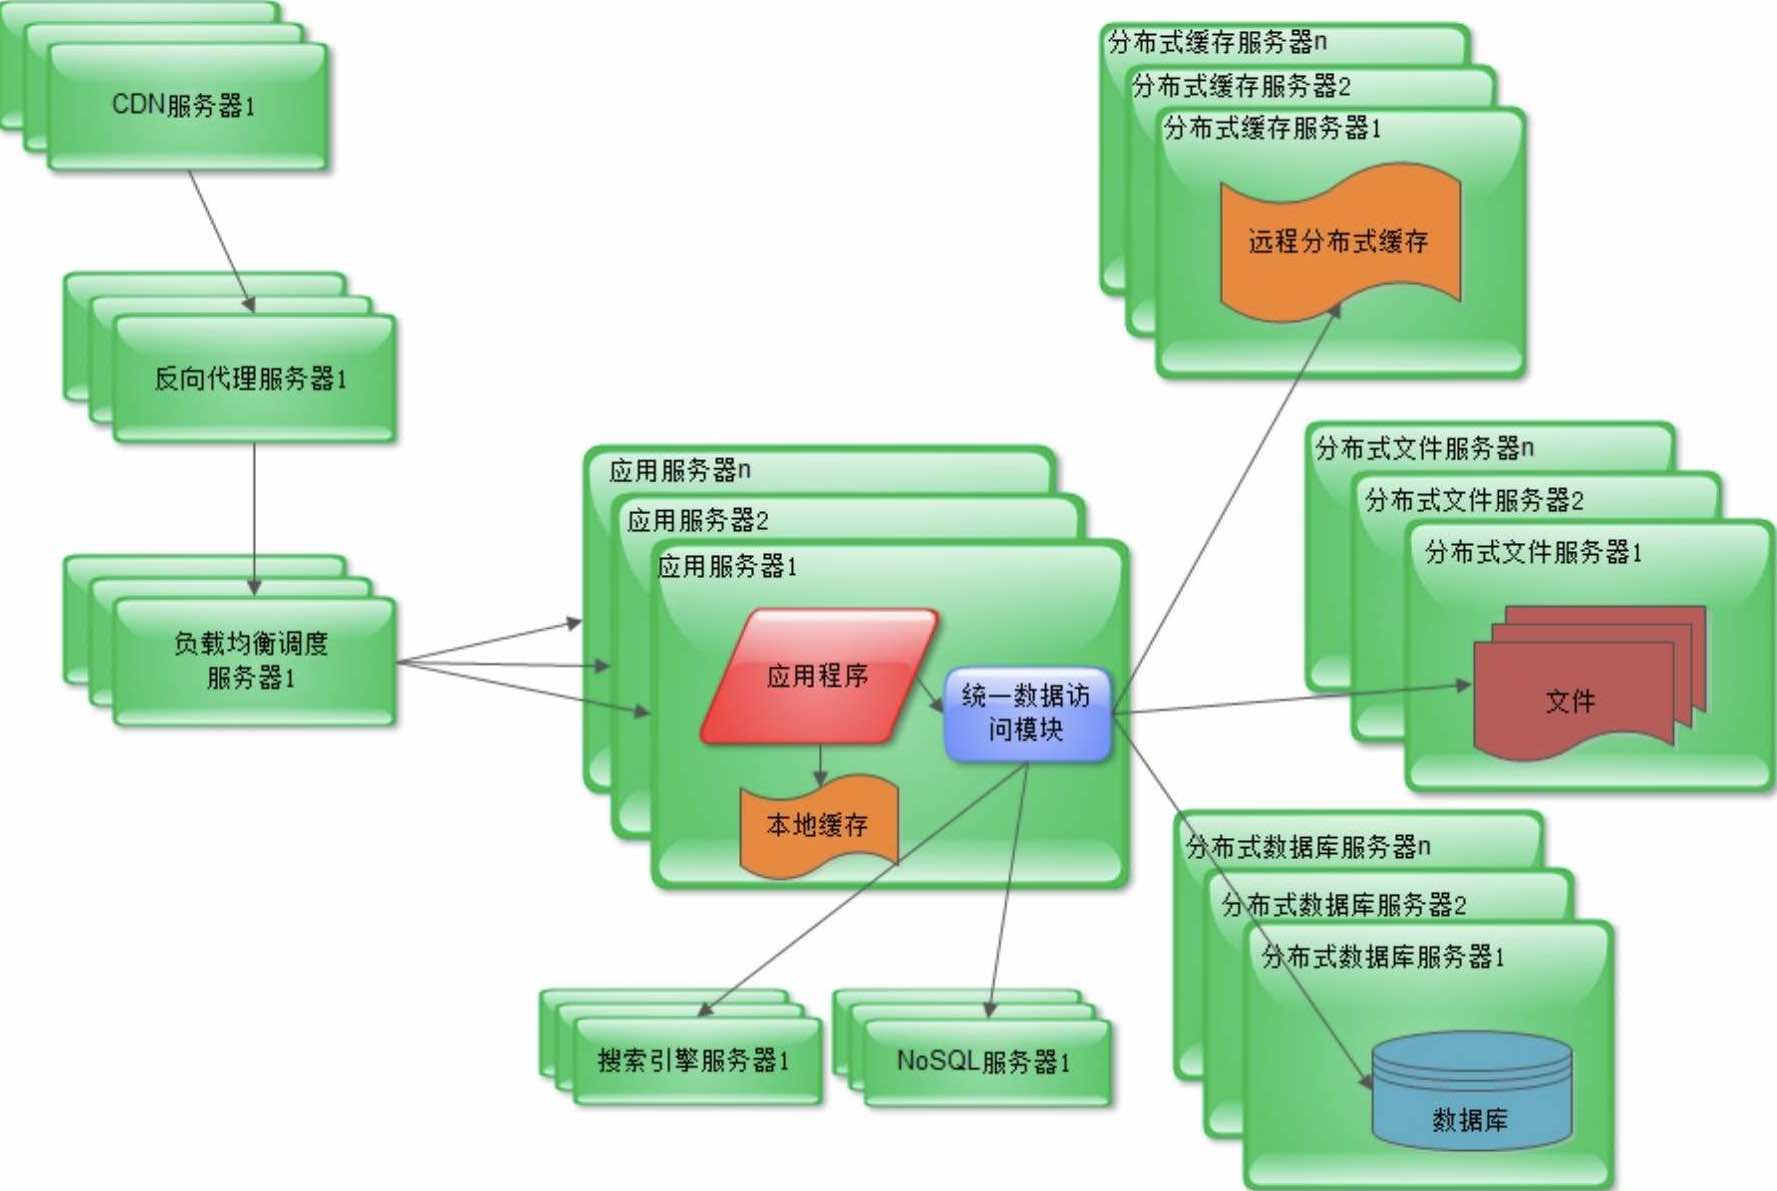 CDN服务器1
反向代理服务器1
负载均衡调度
服务器1
应用服务器n
应用服务器2
应用服务器1
应用程序
统一数据访
问模块
本地缓存
搜索引擎服务器1
NoSQL服务器1
分布式缓存服务器n
分布式缓存服务器2
分布式缓存服务器1
远程分布式缓存
分布式文件服务器n
分布式文件服务器2
分布式文件服务器1
文件
分布式数据库服务器n
分布式数据库服务器2
分布式数据库服务器1
数据库